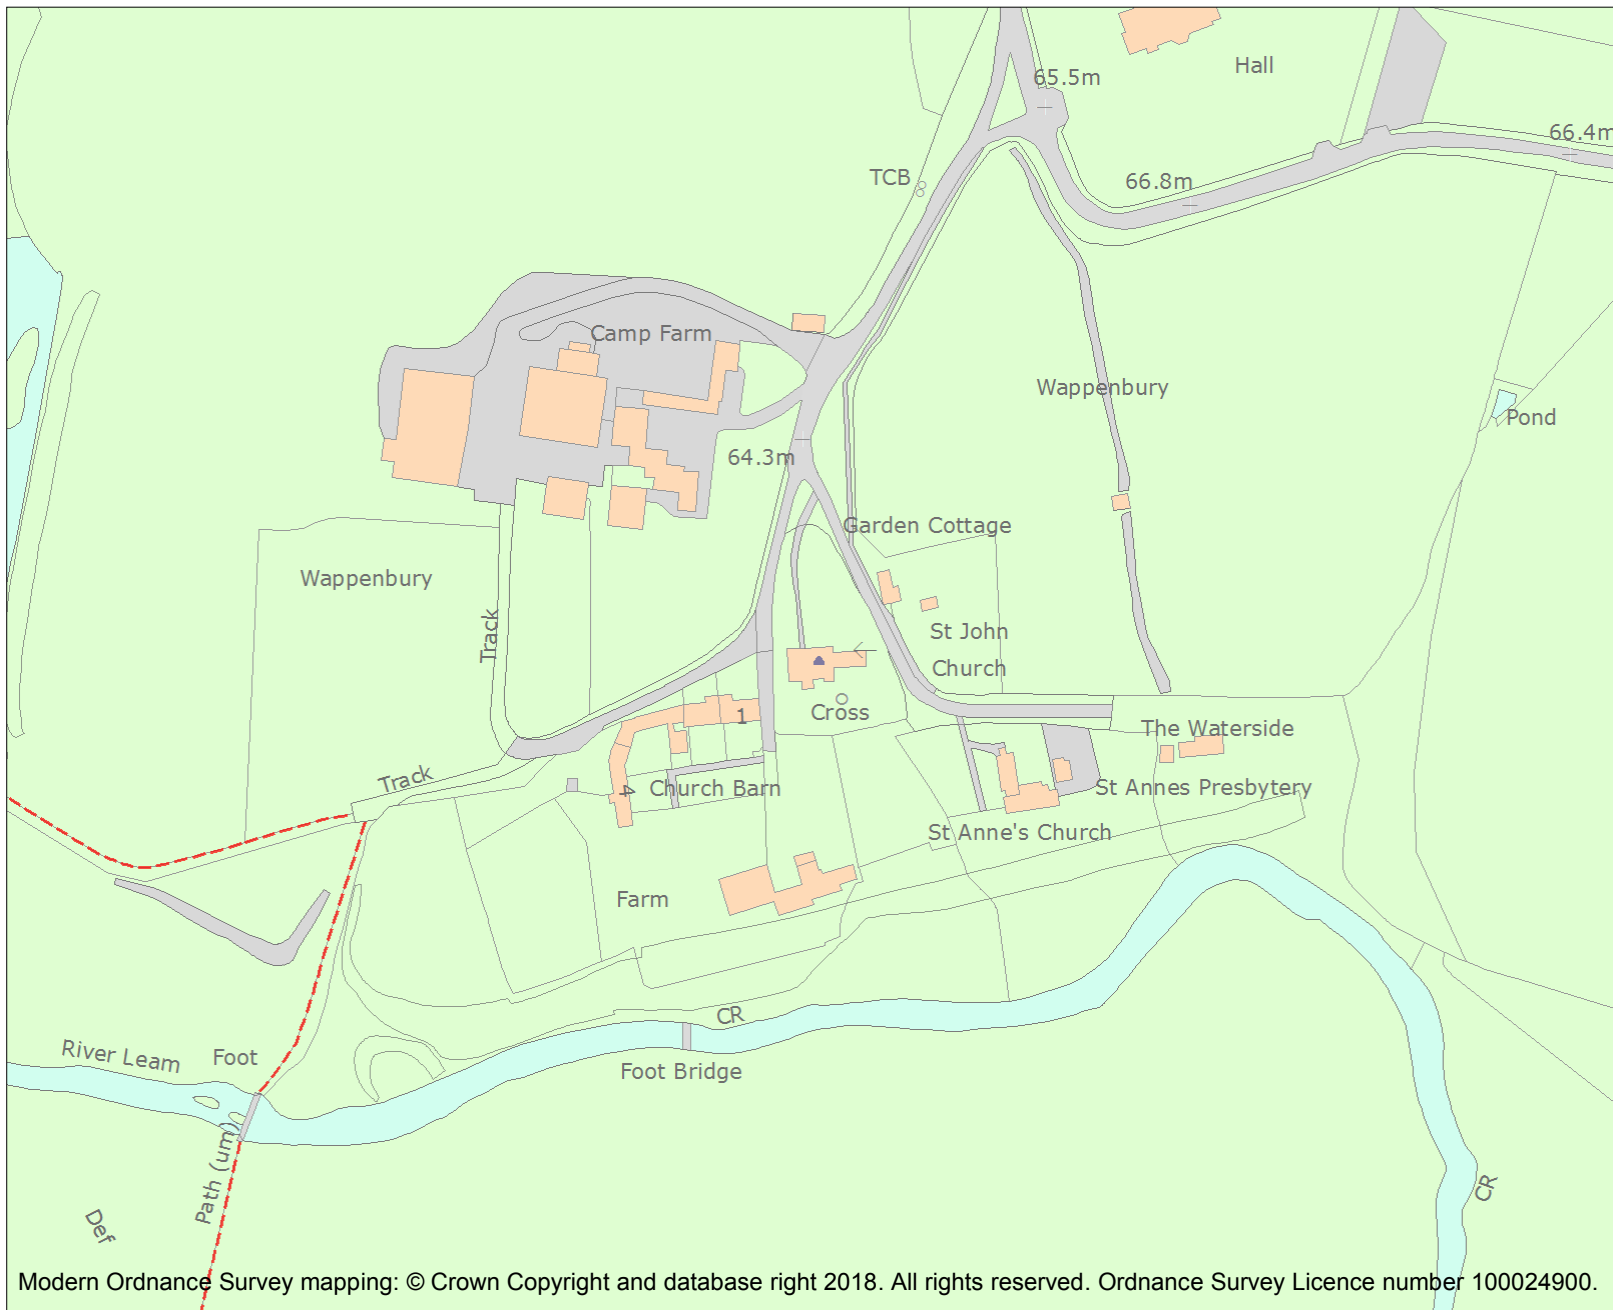 Hall
65.5m
66.4m
TCB
66.8m
Camp Farm
Wappenbury
Pond
64.3m
Garden Cottage
Wappenbury
Track
St John
Church
Cross
1
The Waterside
Track
Church Barn
4
St Annes Presbytery
St Anne's Church
Farm
CR
River Leam
Foot
Foot Bridge
Path (um)
CR
Def
Modern Ordnance Survey mapping: © Crown Copyright and database right 2018. All rights reserved. Ordnance Survey Licence number 100024900.